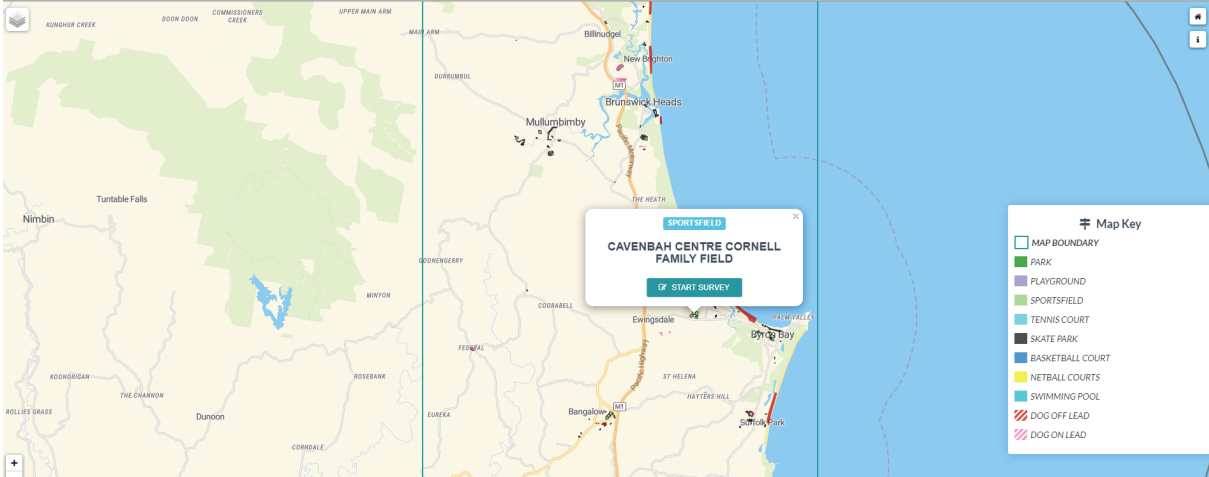 COMMISSIONERS
CREEK
UPPER MAIN ARM
DOON DOON
KUNGHUR CREEK
MAIN ARM
Billinudgel
New Brighton
DURRUMBUL
M1
Brunswick Heads
Mullumbimby
Pacific Motorway
Tuntable Falls
THE HEATH
Nimbin
SPORTSFIELD
×
CAVENBAH CENTRE CORNELL
FAMILY FIELD
START SURVEY
GOONENGERRY
MINYON
COORABELL
Ewingsdale
PALM VALLEY
Byron Bay
FEDERAL
Pacific Highway
KOONORIGAN
ROSEBANK
ST HELENA
THE CHANNON
HAYTERS HILL
ROLLIES GRASS
Dunoon
EUREKA
Bangalow
M1
Suffolk Park
CORNDALE
+
i
Map Key
MAP BOUNDARY
PARK
PLAYGROUND
SPORTSFIELD
TENNIS COURT
SKATE PARK
BASKETBALL COURT
NETBALL COURTS
SWIMMING POOL
DOG OFF LEAD
DOG ON LEAD